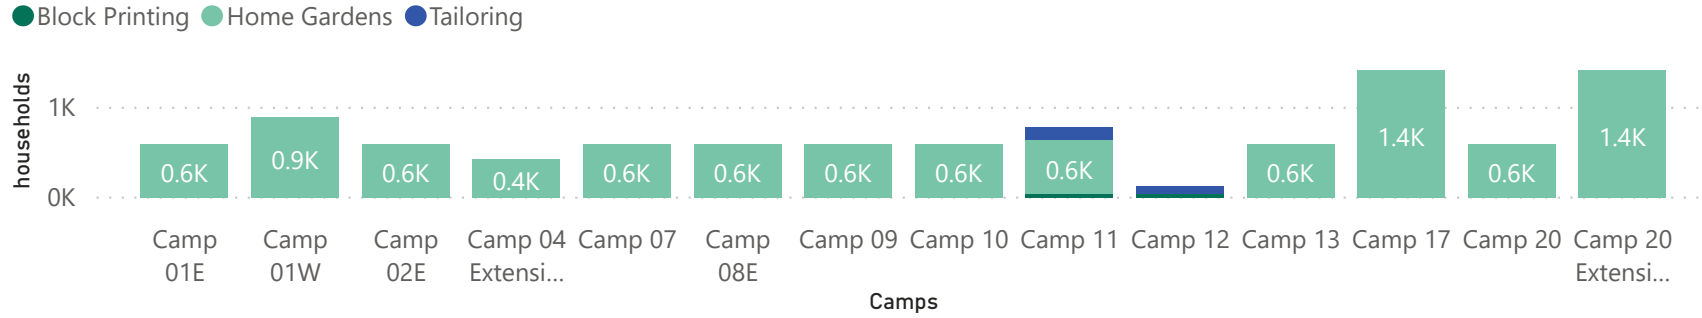 Block Printing Home Gardens Tailoring
households
1K
0K
0.6K 0.9K 0.6K 0.4K 0.6K 0.6K 0.6K 0.6K 0.6K 0.6K 1.4K 0.6K 1.4K
Camp Camp Camp Camp 04 Camp 07 Camp Camp 09 Camp 10 Camp 11 Camp 12 Camp 13 Camp 17 Camp 20 Camp 20
01E 01W 02E Extensi... 08E Extensi...
Camps